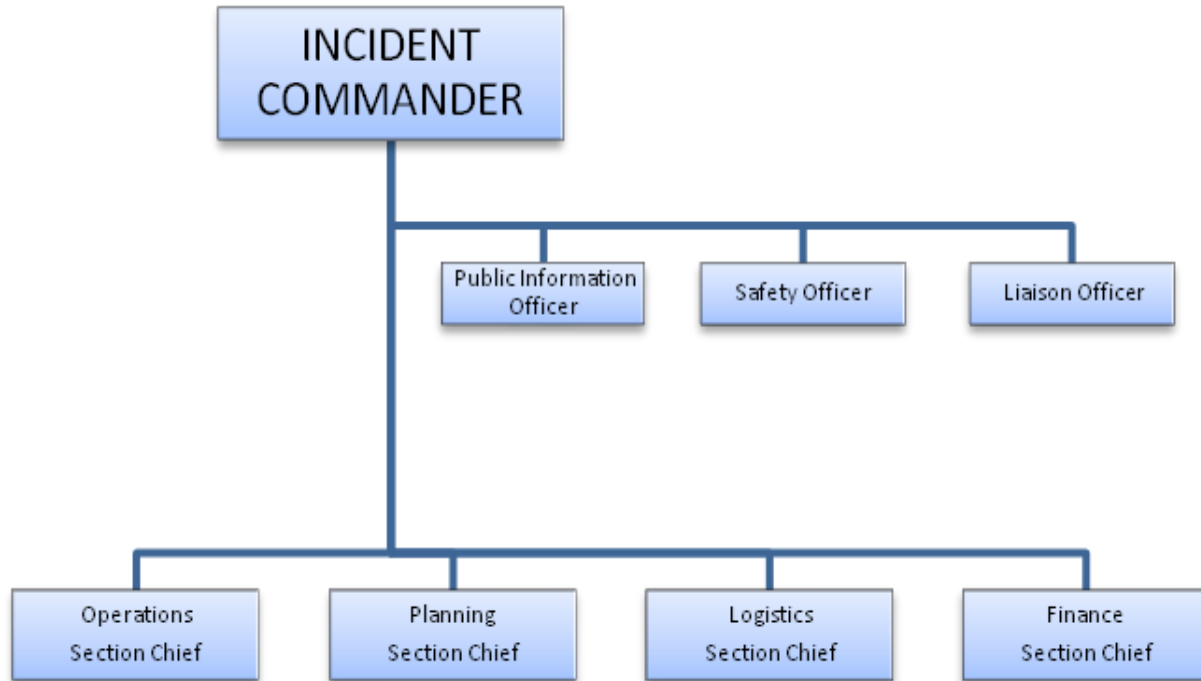 INCIDENT
COMMANDER
Public Information
Officer
Safety Officer
Liaison Officer
Operations
Section Chief
Planning
Section Chief
Logistics
Section Chief
Finance
Section Chief